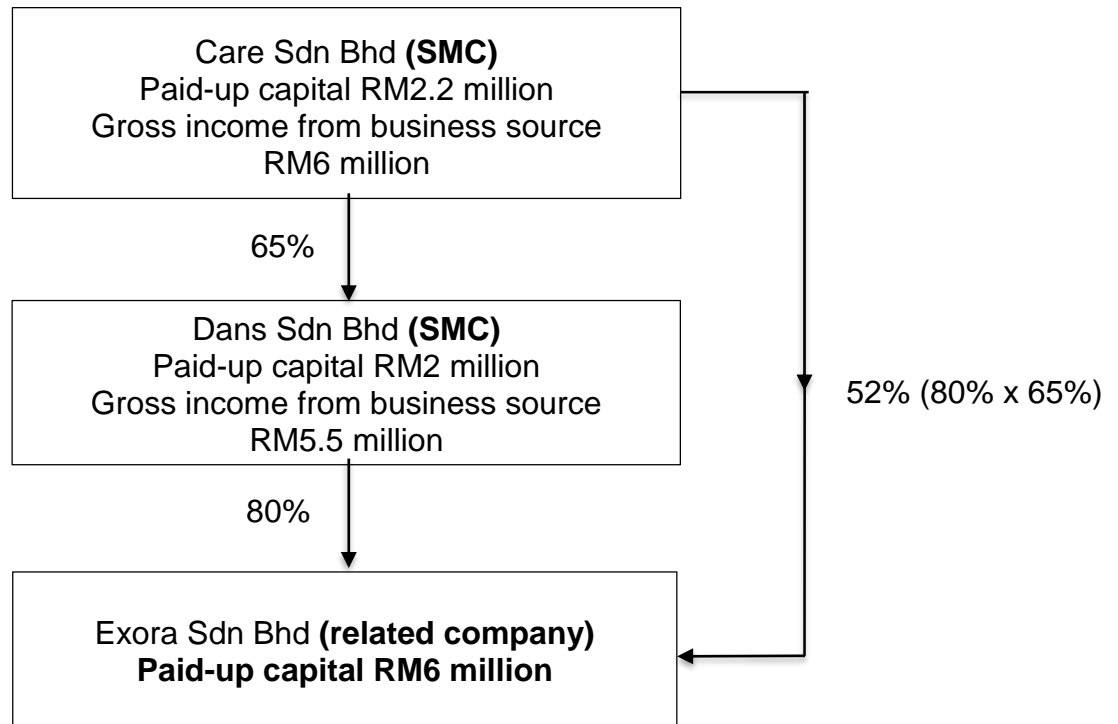 Care Sdn Bhd (SMC)
Paid-up capital RM2.2 million
Gross income from business source
RM6 million
65%
Dans Sdn Bhd (SMC)
Paid-up capital RM2 million
Gross income from business source
RM5.5 million
52% (80% x 65%)
80%
Exora Sdn Bhd (related company)
Paid-up capital RM6 million